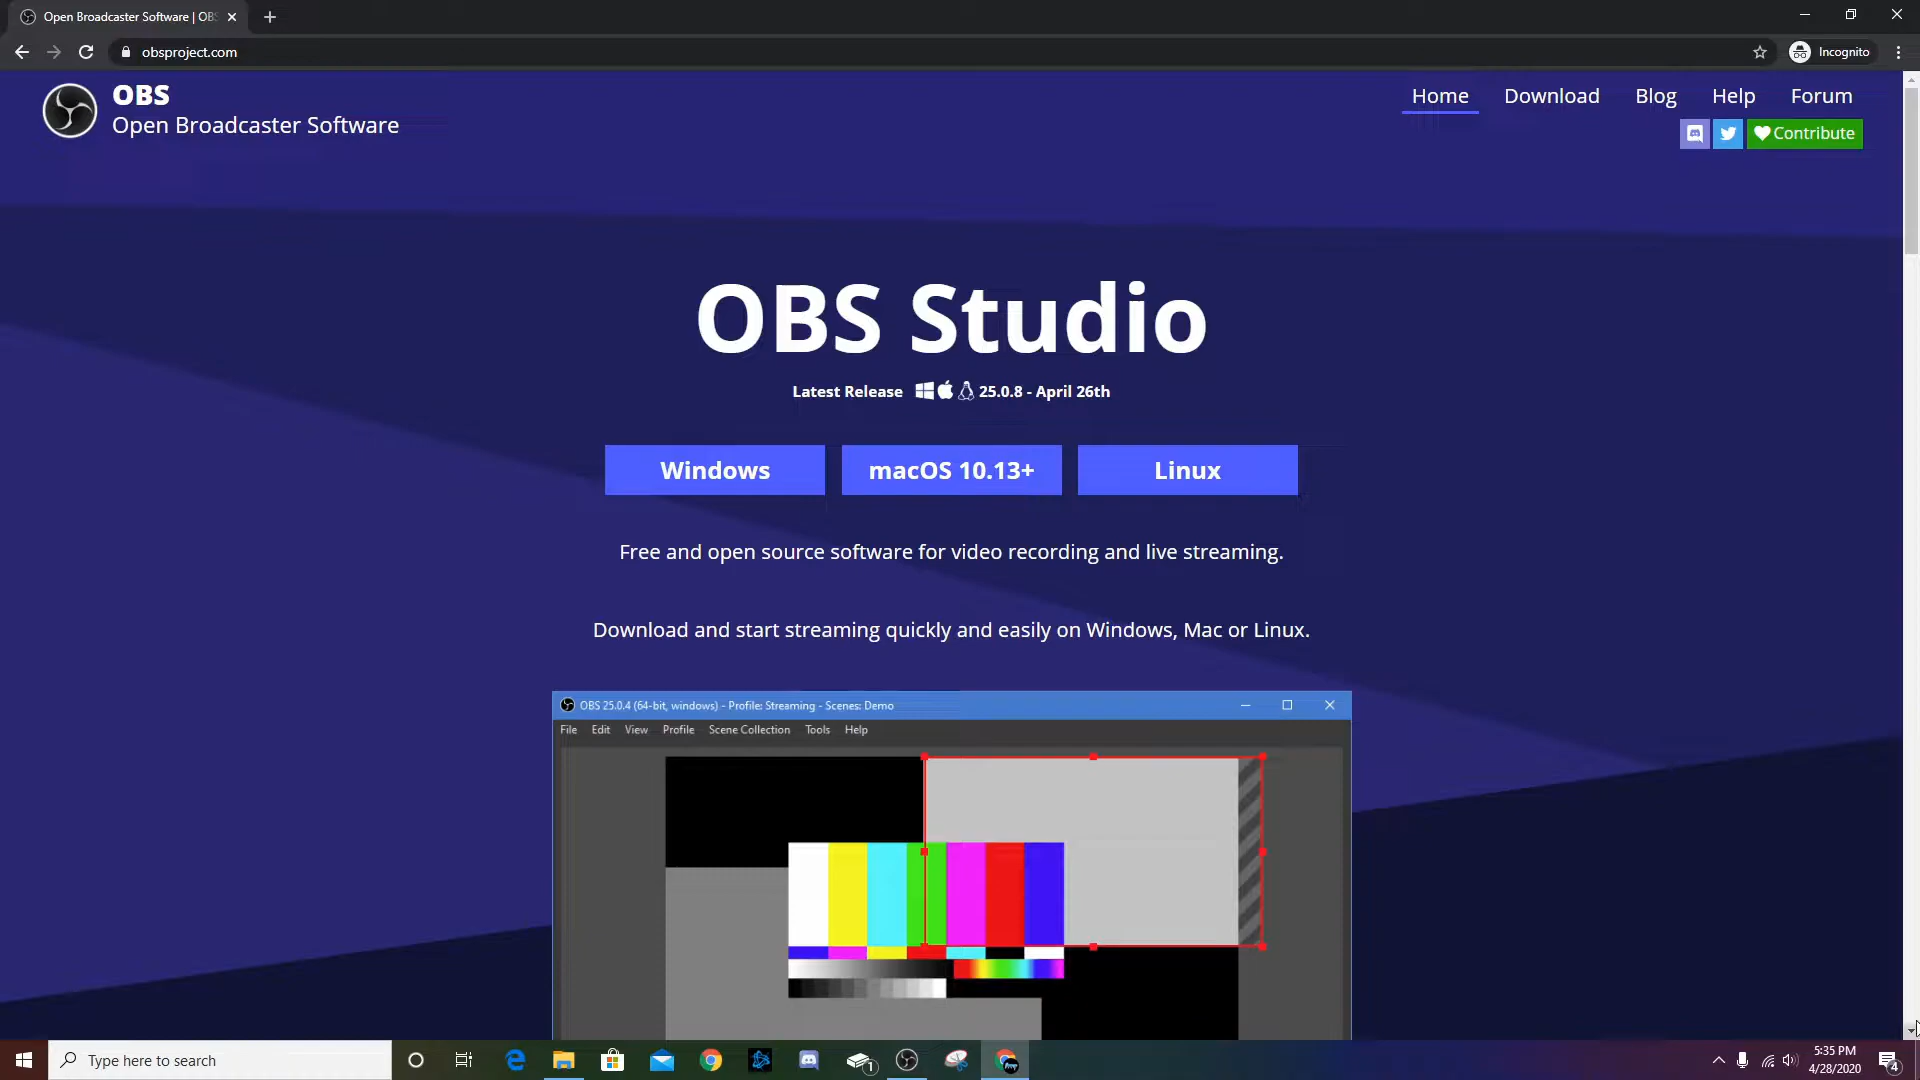 Open Broadcaster Software | OBS
obsproject.com
Incognito
OBS
Open Broadcaster Software
Home
Download
Blog
Help
Forum
Contribute
OBS Studio
Latest Release 25.0.8 - April 26th
Windows
macOS 10.13+
Linux
Free and open source software for video recording and live streaming.
Download and start streaming quickly and easily on Windows, Mac or Linux.
OBS 25.0.4 (64-bit, windows) - Profile: Streaming - Scenes: Demo
File Edit View Profile Scene Collection Tools Help
Type here to search
1
5:35 PM
4/28/2020
4